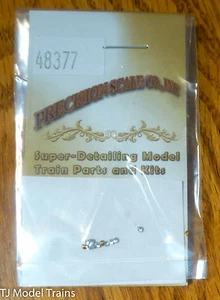 48377
PRECISION SCALE CO., INC
Super-Detailing Model
Train Parts and Kits
TJ Model Trains